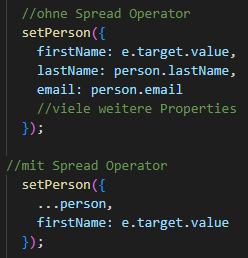 //ohne Spread Operator
setPerson({
firstName: e.target.value,
lastName: person.lastName,
email: person.email
//viele weitere Properties
});
//mit Spread Operator
setPerson({
...person,
firstName: e.target.value
});